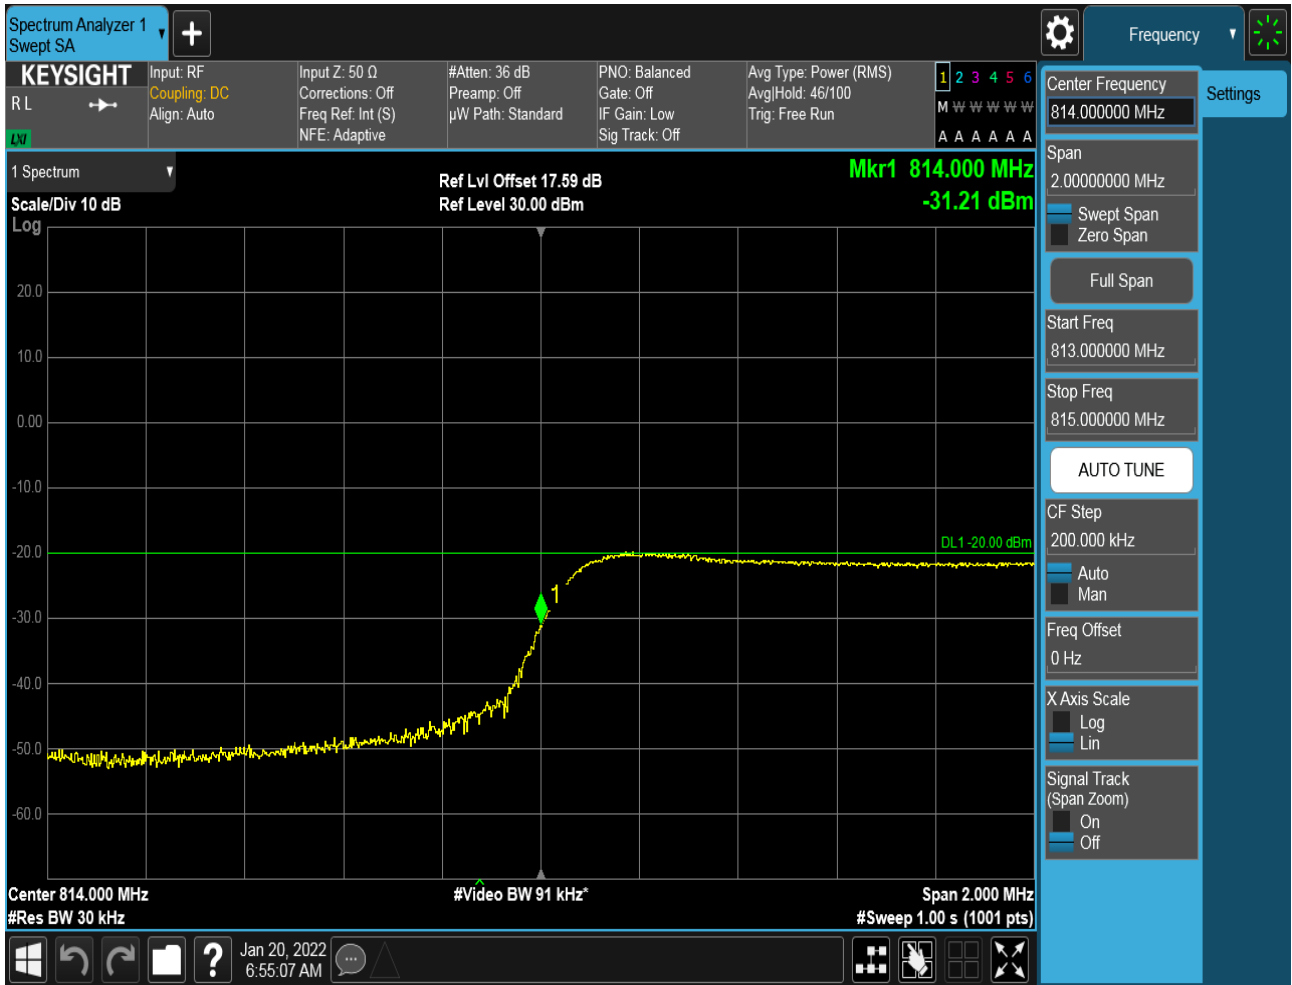 Spectrum Analyzer 1
Swept SA
Frequency
KEYSIGHT
R L
LXI
Input: RF
Coupling: DC
Align: Auto
Input Z: 50 Ω
Corrections: Off
Freq Ref: Int (S)
NFE: Adaptive
#Atten: 36 dB
Preamp: Off
µW Path: Standard
PNO: Balanced
Gate: Off
IF Gain: Low
Sig Track: Off
Avg Type: Power (RMS)
Avg|Hold: 46/100
Trig: Free Run
1 2 3 4 5 6
M W W W W W
A A A A A A
1 Spectrum
Scale/Div 10 dB
Log
Ref Lvl Offset 17.59 dB
Ref Level 30.00 dBm
Mkr1 814.000 MHz
-31.21 dBm
20.0
10.0
0.00
-10.0
-20.0
-30.0
-40.0
-50.0
-60.0
DL1 -20.00 dBm
1
Center 814.000 MHz
#Res BW 30 kHz
#Video BW 91 kHz*
Span 2.000 MHz
#Sweep 1.00 s (1001 pts)
Center Frequency
814.000000 MHz
Settings
Span
2.00000000 MHz
Swept Span
Zero Span
Full Span
Start Freq
813.000000 MHz
Stop Freq
815.000000 MHz
AUTO TUNE
CF Step
200.000 kHz
Auto
Man
Freq Offset
0 Hz
X Axis Scale
Log
Lin
Signal Track
(Span Zoom)
On
Off
?
Jan 20, 2022
6:55:07 AM